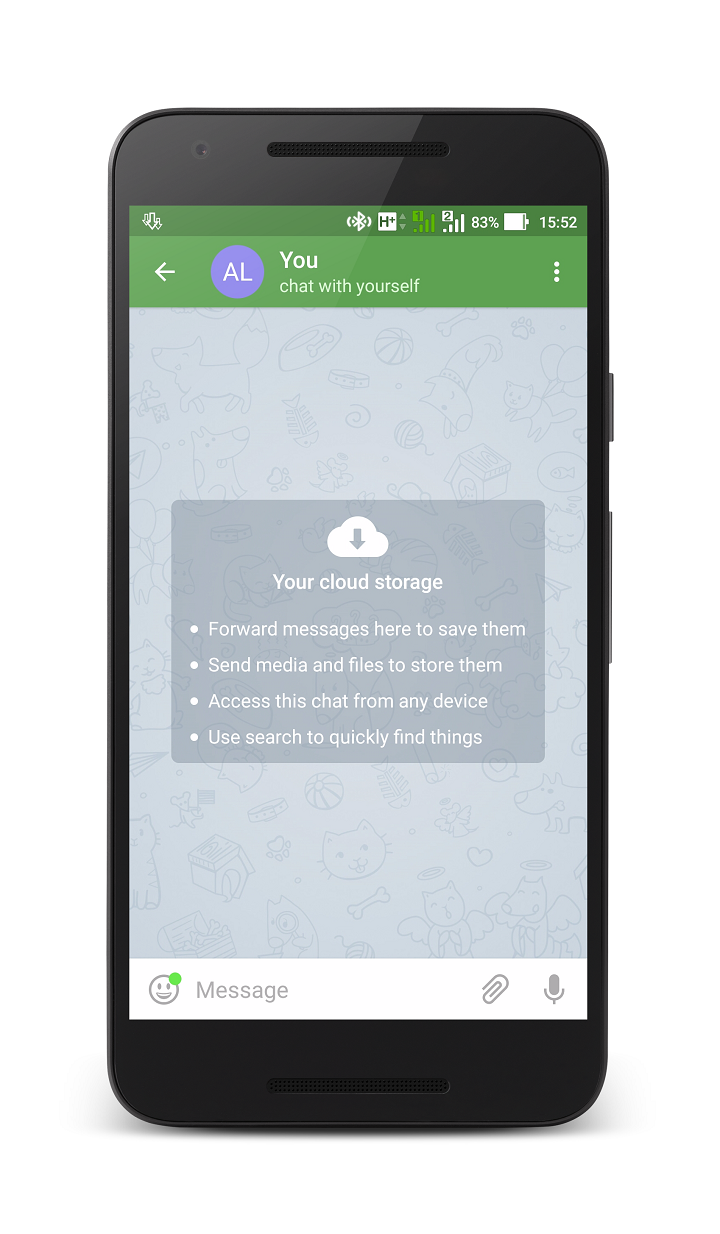 H+ 1 2 83% 15:52
AL
You
chat with yourself
Your cloud storage
• Forward messages here to save them
• Send media and files to store them
• Access this chat from any device
• Use search to quickly find things
Message